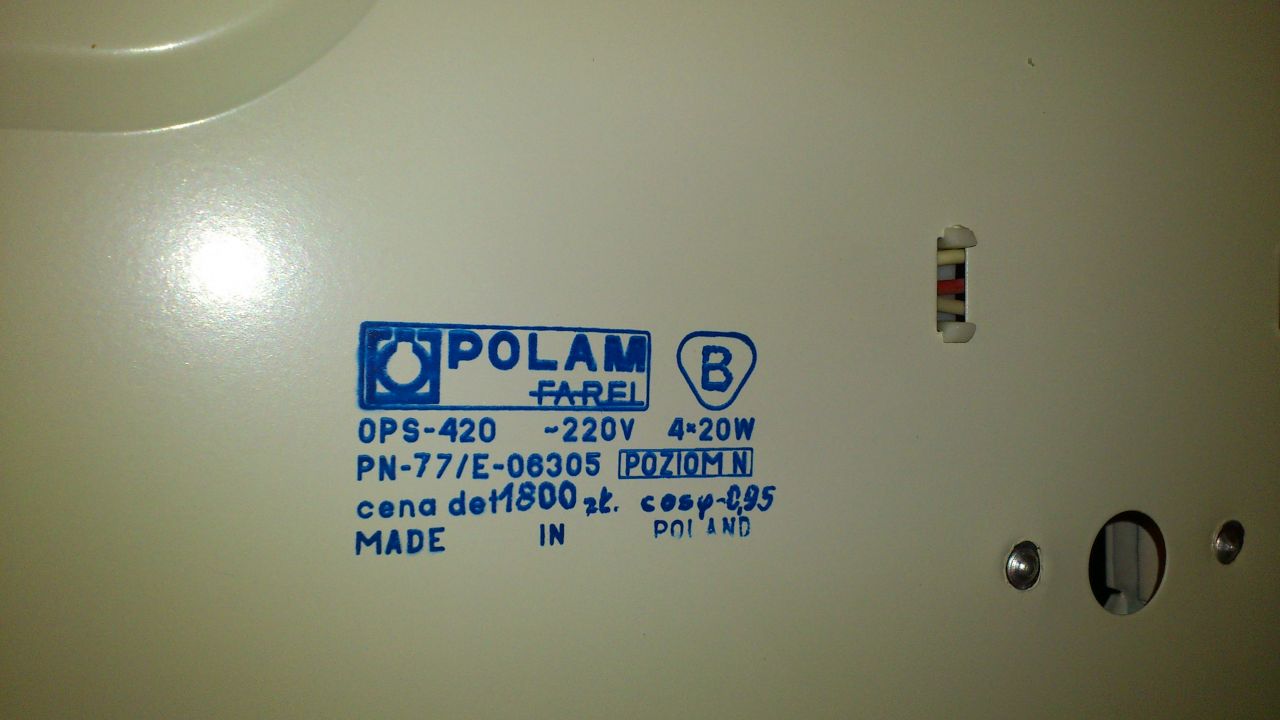 POLAM
FAREL
B
OPS-420 ~220V 4×20W
PN-77/E-06305 POZIOM N
cena det 1800 zł. cosφ-0,95
MADE IN POLAND